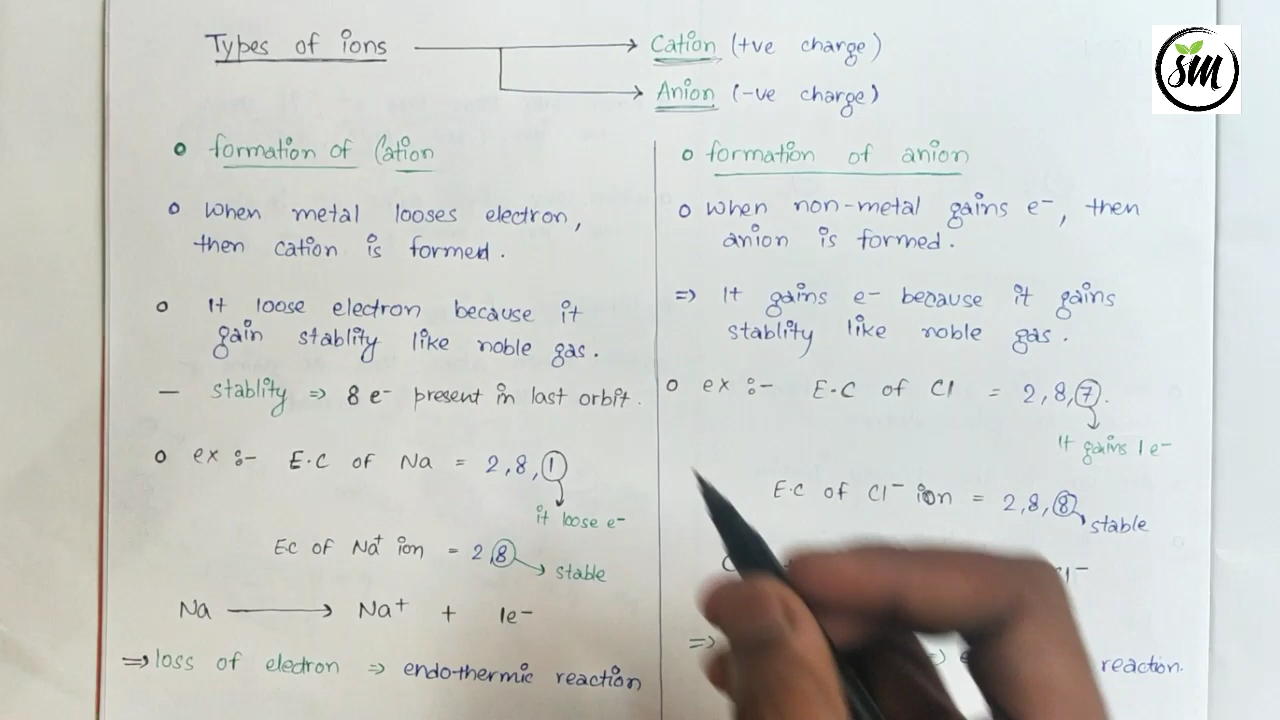 Types of ions
Cation (+ve charge)
Anion (-ve charge)
SM
formation of Cation
when metal looses electron,
then cation is formed.
It loose electron because it
gain stablity like noble gas.
— stablity ⇒ 8 e- present in last orbit.
ex :- E.C of Na = 2,8,1
it loose e-
E.C of Na+ ion = 2 8
stable
Na ⟶ Na+ + 1e-
⇒ loss of electron ⇒ endo-thermic reaction
formation of anion
when non-metal gains e-, then
anion is formed.
⇒ It gains e- because it gains
stablity like noble gas.
ex :- E.C of Cl = 2,8,7.
It gains 1 e-
E.C of Cl- ion = 2,8,8
stable
⇒ ⇒ reaction.